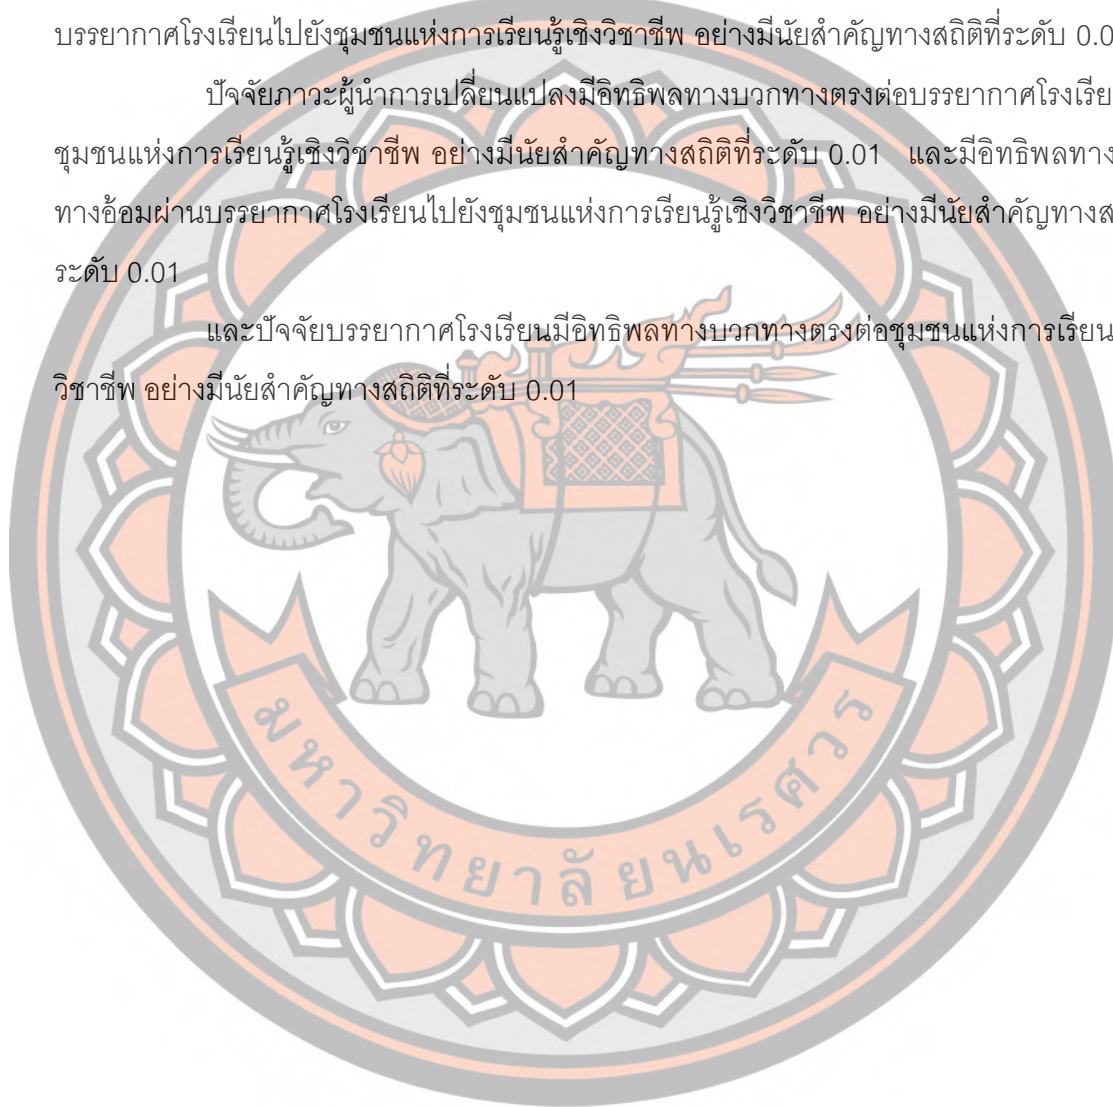 บรรยากาศโรงเรียนไปยังชุมชนแห่งการเรียนรู้เชิงวิชาชีพ อย่างมีนัยสำคัญทางสถิติที่ระดับ 0.0
ปัจจัยภาวะผู้นำการเปลี่ยนแปลงมีอิทธิพลทางบวกทางตรงต่อบรรยากาศโรงเรีย
ชุมชนแห่งการเรียนรู้เชิงวิชาชีพ อย่างมีนัยสำคัญทางสถิติที่ระดับ 0.01 และมีอิทธิพลทาง
ทางอ้อมผ่านบรรยากาศโรงเรียนไปยังชุมชนแห่งการเรียนรู้เชิงวิชาชีพ อย่างมีนัยสำคัญทางส
ระดับ 0.01
และปัจจัยบรรยากาศโรงเรียนมีอิทธิพลทางบวกทางตรงต่อชุมชนแห่งการเรียน
วิชาชีพ อย่างมีนัยสำคัญทางสถิติที่ระดับ 0.01
มหาวิทยาลัยนเรศวร